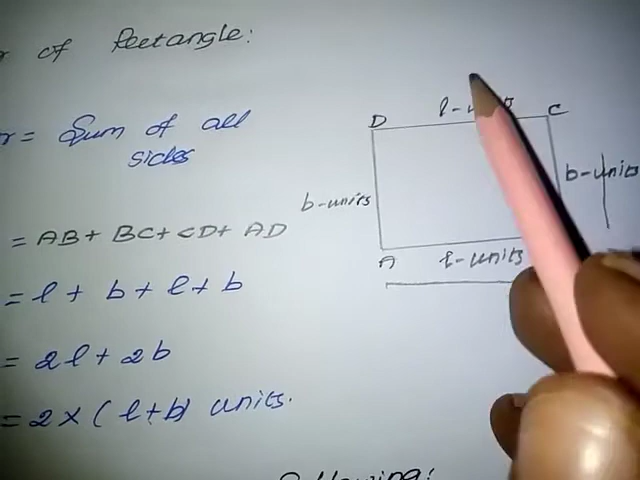 r of Rectangle:
r = Sum of all
sides
= AB + BC + CD + AD
= l + b + l + b
= 2l + 2b
= 2 × (l + b) units.
D
C
b-units
b-units
A
l-units